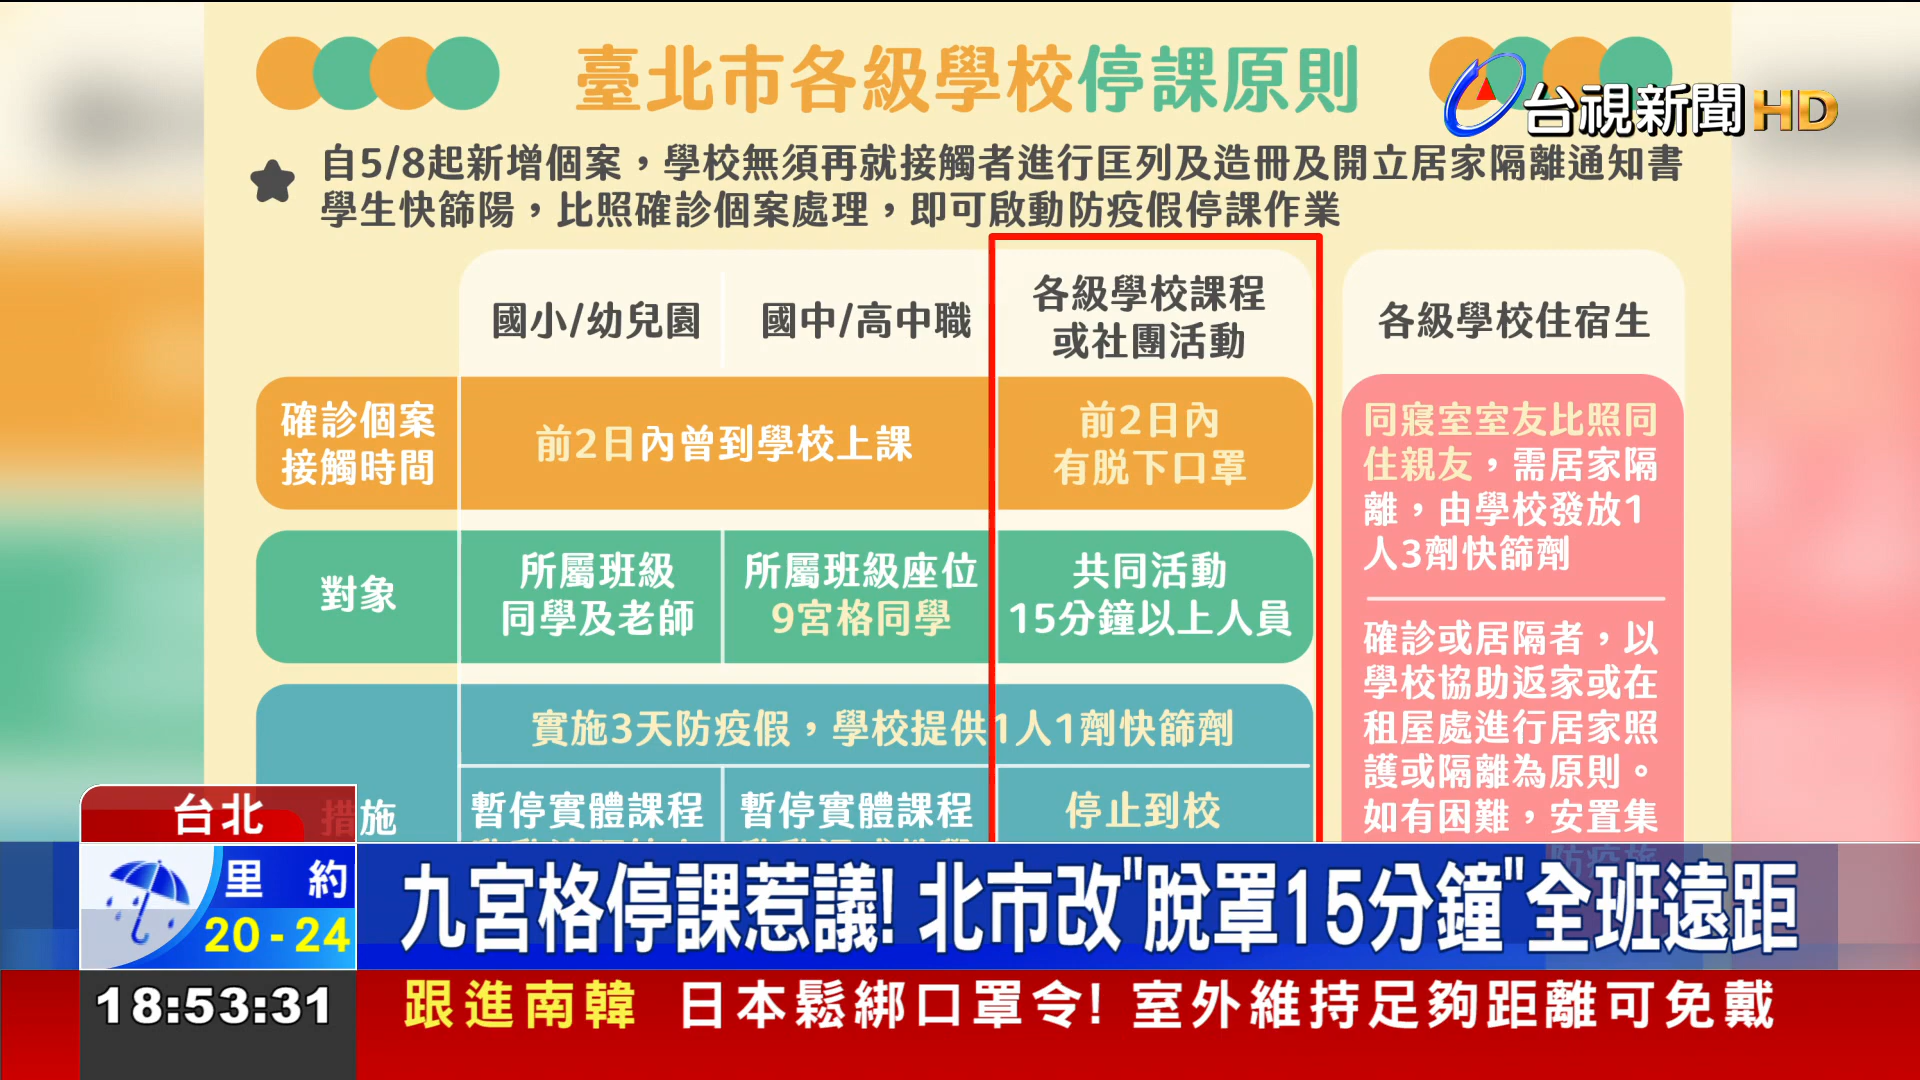 臺北市各級學校停課原則
台視新聞HD
自5/8起新增個案，學校無須再就接觸者進行匡列及造冊及開立居家隔離通知書
學生快篩陽，比照確診個案處理，即可啟動防疫假停課作業
國小/幼兒園
國中/高中職
各級學校課程
或社團活動
各級學校住宿生
確診個案
接觸時間
前2日內曾到學校上課
前2日內
有脫下口罩
對象
所屬班級
同學及老師
所屬班級座位
9宮格同學
共同活動
15分鐘以上人員
措施
實施3天防疫假，學校提供1人1劑快篩劑
暫停實體課程
暫停實體課程
停止到校
同寢室室友比照同
住親友，需居家隔
離，由學校發放1
人3劑快篩劑
確診或居隔者，以
學校協助返家或在
租屋處進行居家照
護或隔離為原則。
如有困難，安置集
台北
里約
20-24
18:53:31
九宮格停課惹議! 北市改"脫罩15分鐘"全班遠距
跟進南韓 日本鬆綁口罩令! 室外維持足夠距離可免戴